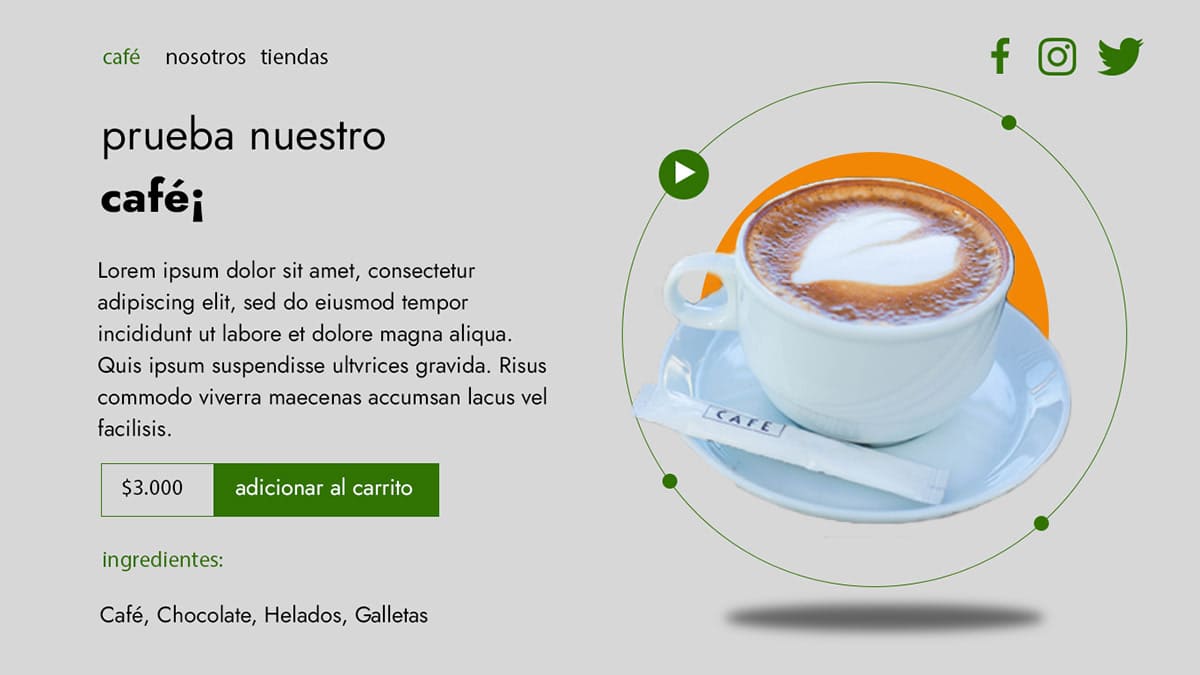 café nosotros tiendas
prueba nuestro
café¡
Lorem ipsum dolor sit amet, consectetur
adipiscing elit, sed do eiusmod tempor
incididunt ut labore et dolore magna aliqua.
Quis ipsum suspendisse ultvrices gravida. Risus
commodo viverra maecenas accumsan lacus vel
facilisis.
$3.000 adicionar al carrito
ingredientes:
Café, Chocolate, Helados, Galletas
CAFÉ